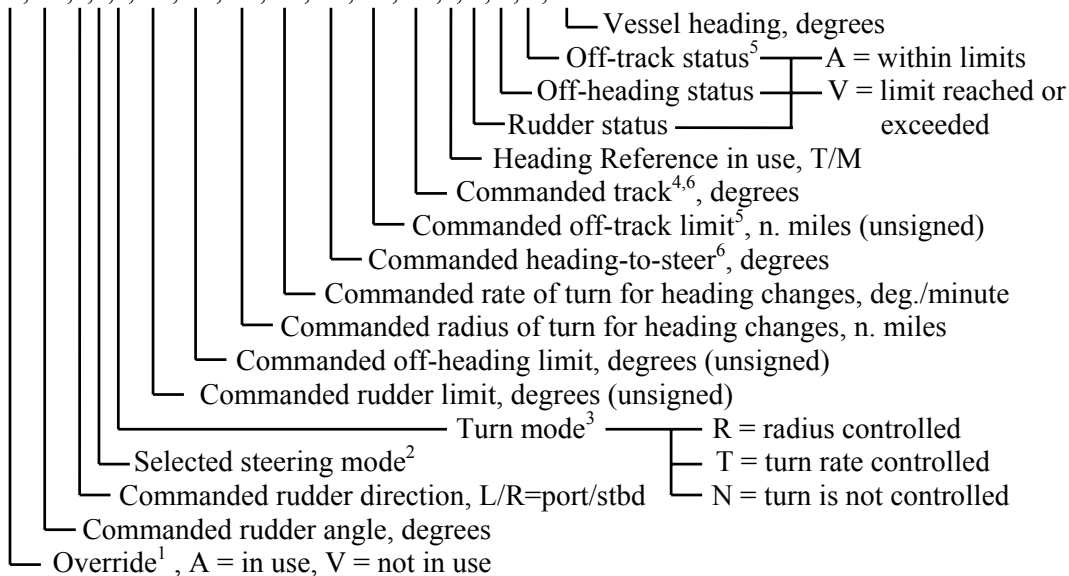 Vessel heading, degrees
Off-track status5 A = within limits
Off-heading status V = limit reached or
Rudder status exceeded
Heading Reference in use, T/M
Commanded track4,6, degrees
Commanded off-track limit5, n. miles (unsigned)
Commanded heading-to-steer6, degrees
Commanded rate of turn for heading changes, deg./minute
Commanded radius of turn for heading changes, n. miles
Commanded off-heading limit, degrees (unsigned)
Commanded rudder limit, degrees (unsigned)
Turn mode3 R = radius controlled
Selected steering mode2 T = turn rate controlled
Commanded rudder direction, L/R=port/stbd N = turn is not controlled
Commanded rudder angle, degrees
Override1 , A = in use, V = not in use